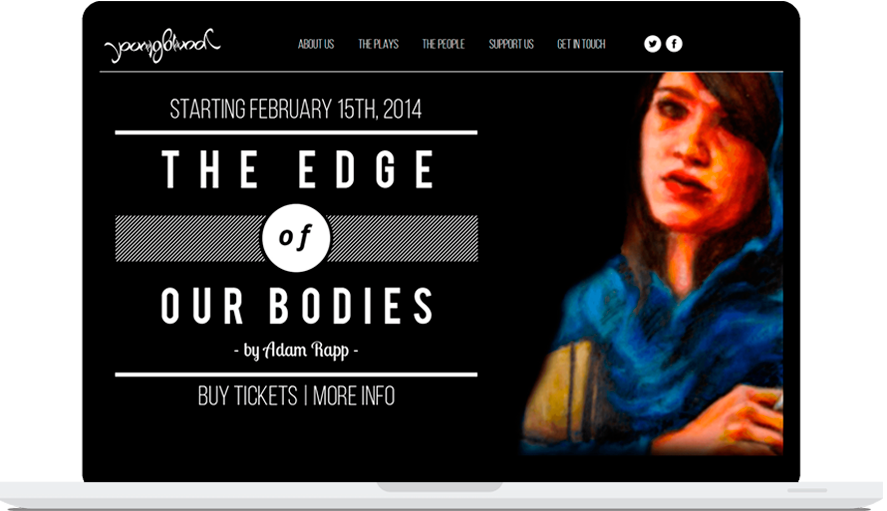 youngblood
ABOUT US THE PLAYS THE PEOPLE SUPPORT US GET IN TOUCH
STARTING FEBRUARY 15TH, 2014
THE EDGE
of
OUR BODIES
- by Adam Rapp -
BUY TICKETS | MORE INFO